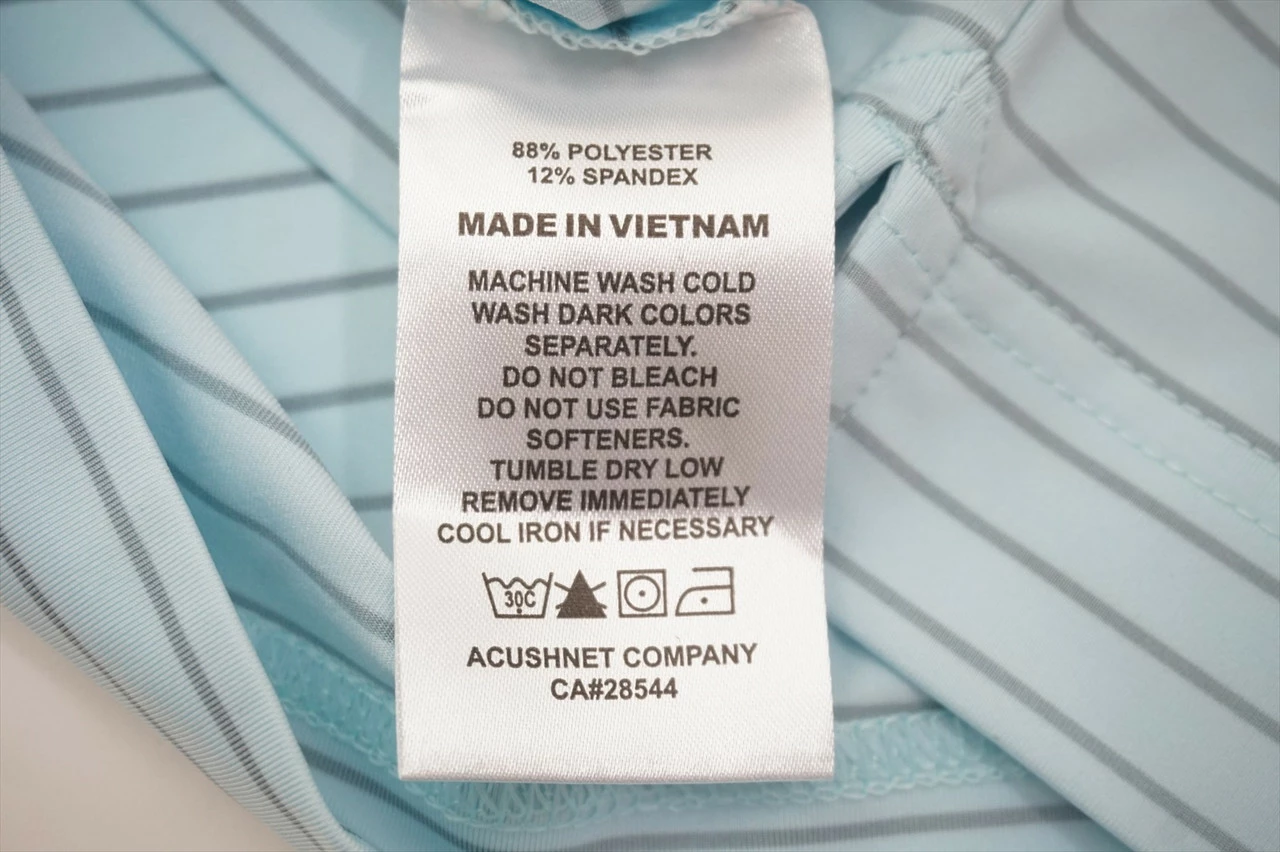 88% POLYESTER
12% SPANDEX
MADE IN VIETNAM
MACHINE WASH COLD
WASH DARK COLORS
SEPARATELY.
DO NOT BLEACH
DO NOT USE FABRIC
SOFTENERS.
TUMBLE DRY LOW
REMOVE IMMEDIATELY
COOL IRON IF NECESSARY
30C
ACUSHNET COMPANY
CA#28544